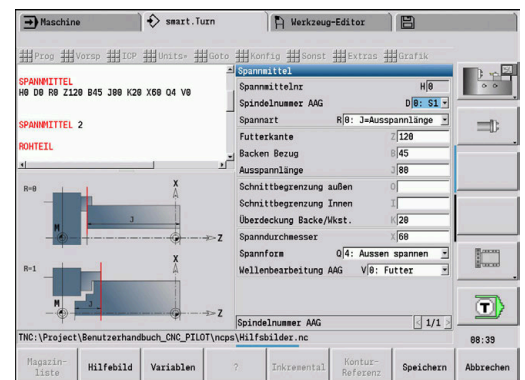 Maschine
smart.Turn
Werkzeug-Editor
Prog Vorsp ICP Units» Goto Konfig Sonst Extras Grafik
SPANNMITTEL
H0 D0 R0 Z120 B45 J80 K20 X60 Q4 V0
SPANNMITTEL 2
ROHTEIL
R=0
X
J
M
Z
R=1
X
M
J
Z
Spannmittel
Spannmittelnr H 0
Spindelnummer AAG D 0: S1
Spannart R 0: J=Ausspannlänge
Futterkante Z 120
Backen Bezug B 45
Ausspannlänge J 80
Schnittbegrenzung außen O
Schnittbegrenzung Innen I
Überdeckung Backe/Wkst. K 20
Spanndurchmesser X 60
Spannform Q 4: Aussen spannen
Wellenbearbeitung AAG V 0: Futter
Spindelnummer AAG 1/1
TNC:\Project\Benutzerhandbuch_CNC_PILOT\ncps\Hilfsbilder.nc
T
08:39
Magazin-
liste
Hilfebild
Variablen
?
Inkremental
Kontur-
Referenz
Speichern
Abbrechen